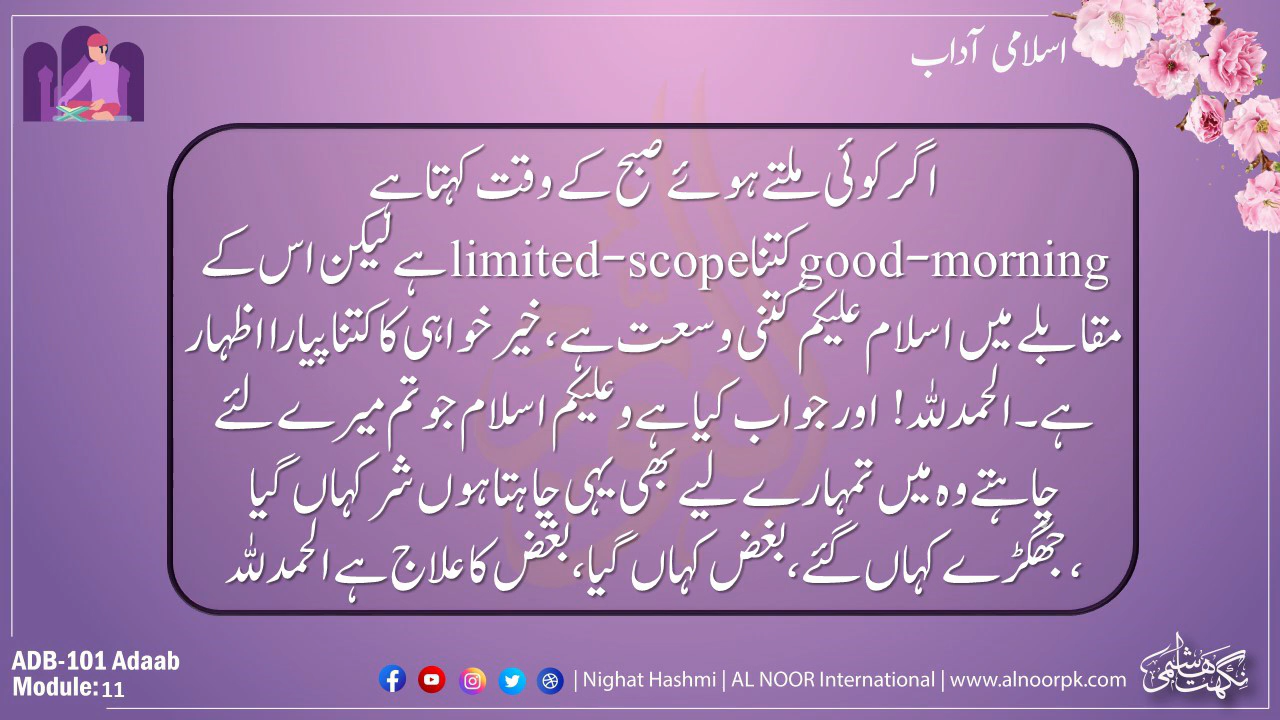 اسلامی آداب
اگر کوئی ملتے ہوئے صبح کے وقت کہتا ہے
good-morning کتنا limited-scope ہے لیکن اس کے
مقابلے میں اسلام علیکم کتنی وسعت ہے، خیر خواہی کا کتنا پیارا اظہار
ہے۔ الحمدللہ! اور جواب کیا ہے وعلیکم اسلام جو تم میرے لئے
چاہتے وہ میں تمہارے لیے بھی یہی چاہتا ہوں شر کہاں گیا
، جھگڑے کہاں گئے، بغض کہاں گیا، بغض کا علاج ہے الحمدللہ
ADB-101 Adaab
Module:11
| Nighat Hashmi | AL NOOR International | www.alnoorpk.com
نگہت ہاشمی